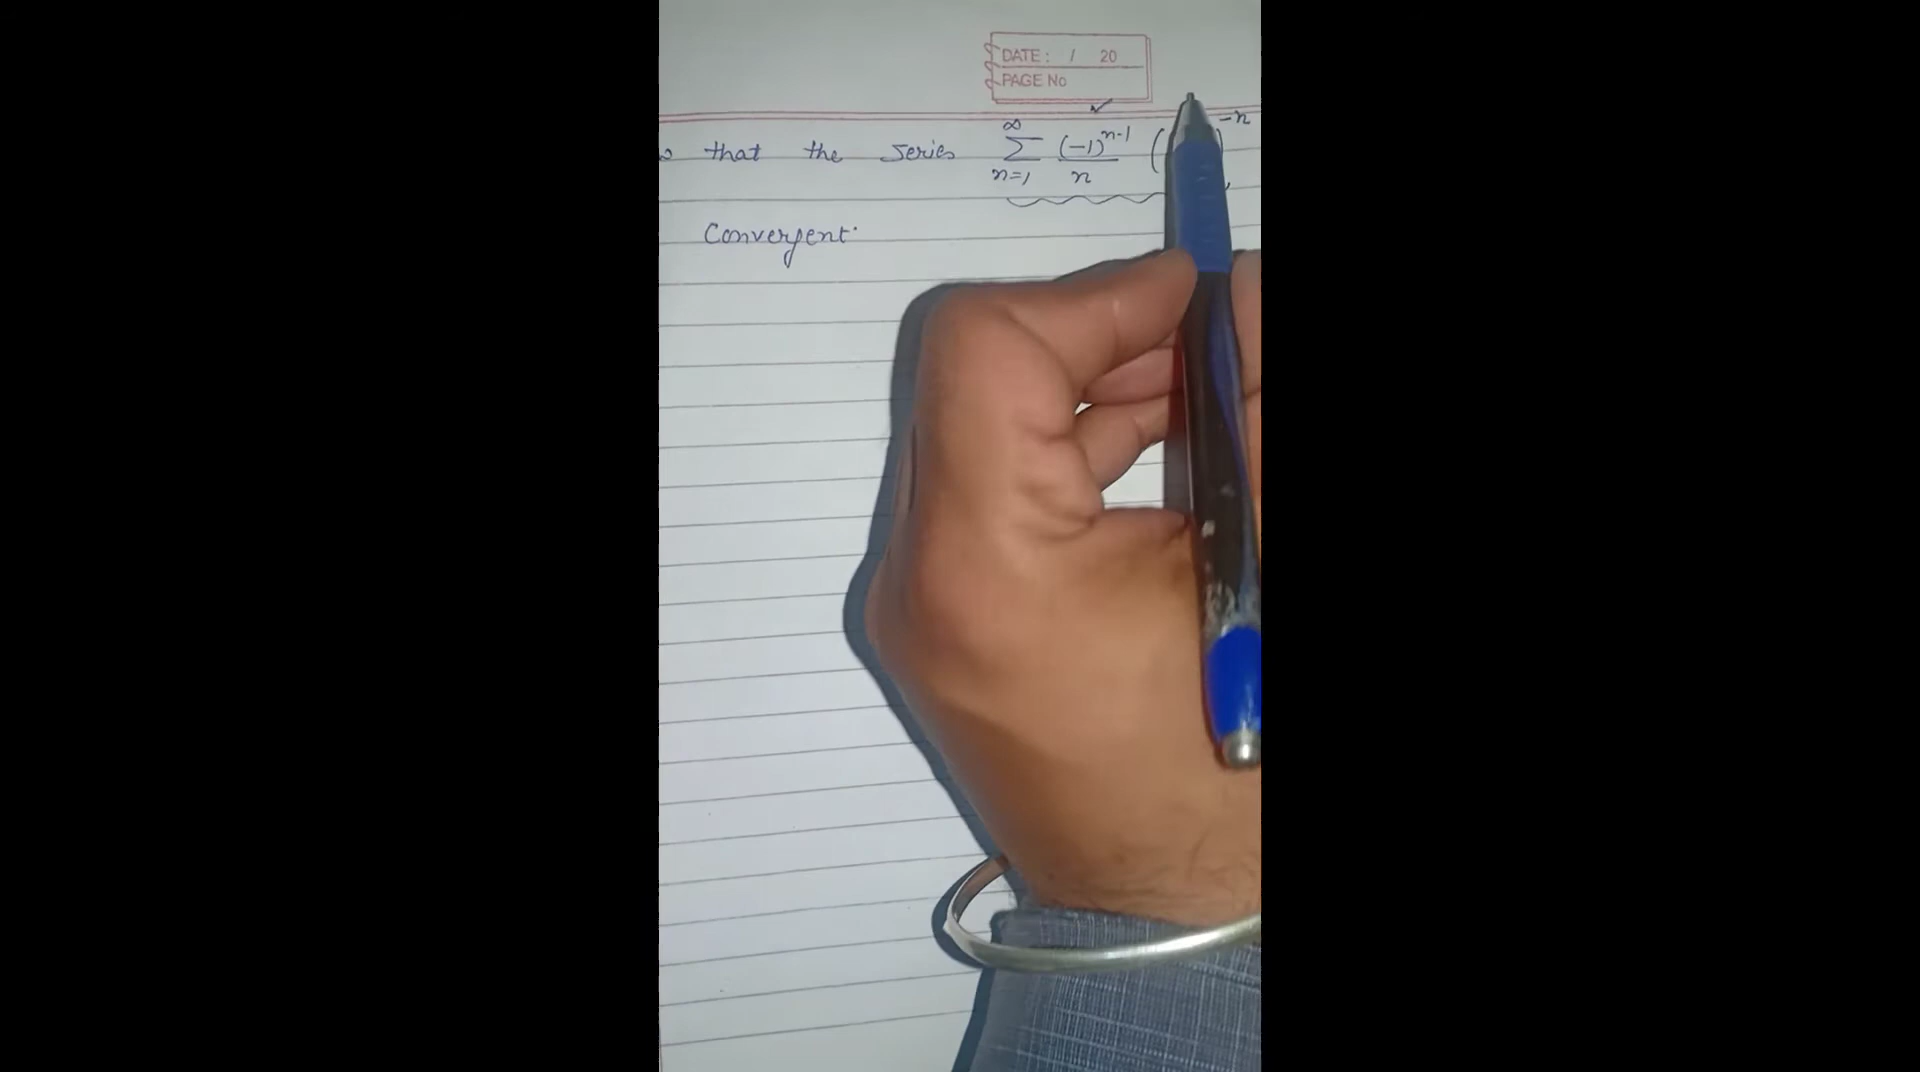 DATE: / 20
PAGE No
that the series ∑_{n=1}^{∞} (-1)^{n-1}/n ( )^{-n}
Convergent.